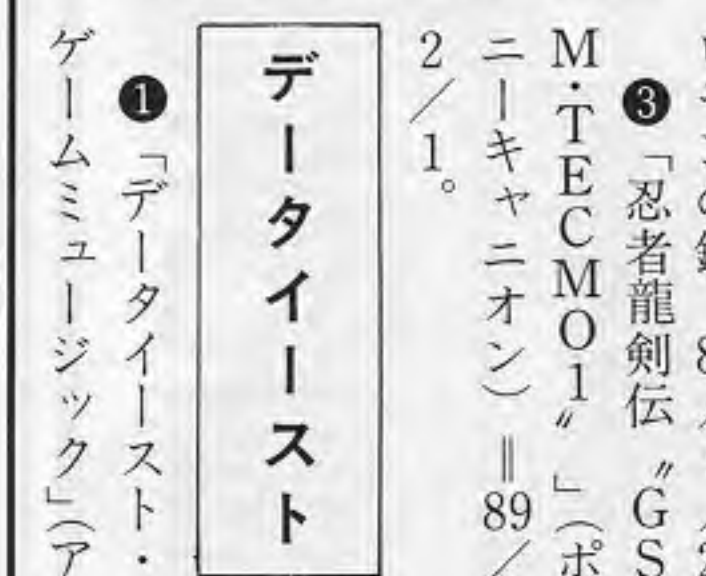 ❸「忍者龍剣伝〝GS
M・TECMO1〟」(ポ
ニーキャニオン)=89/
2/1。
データイースト
❶「データイースト・
ゲームミュージック」(ア